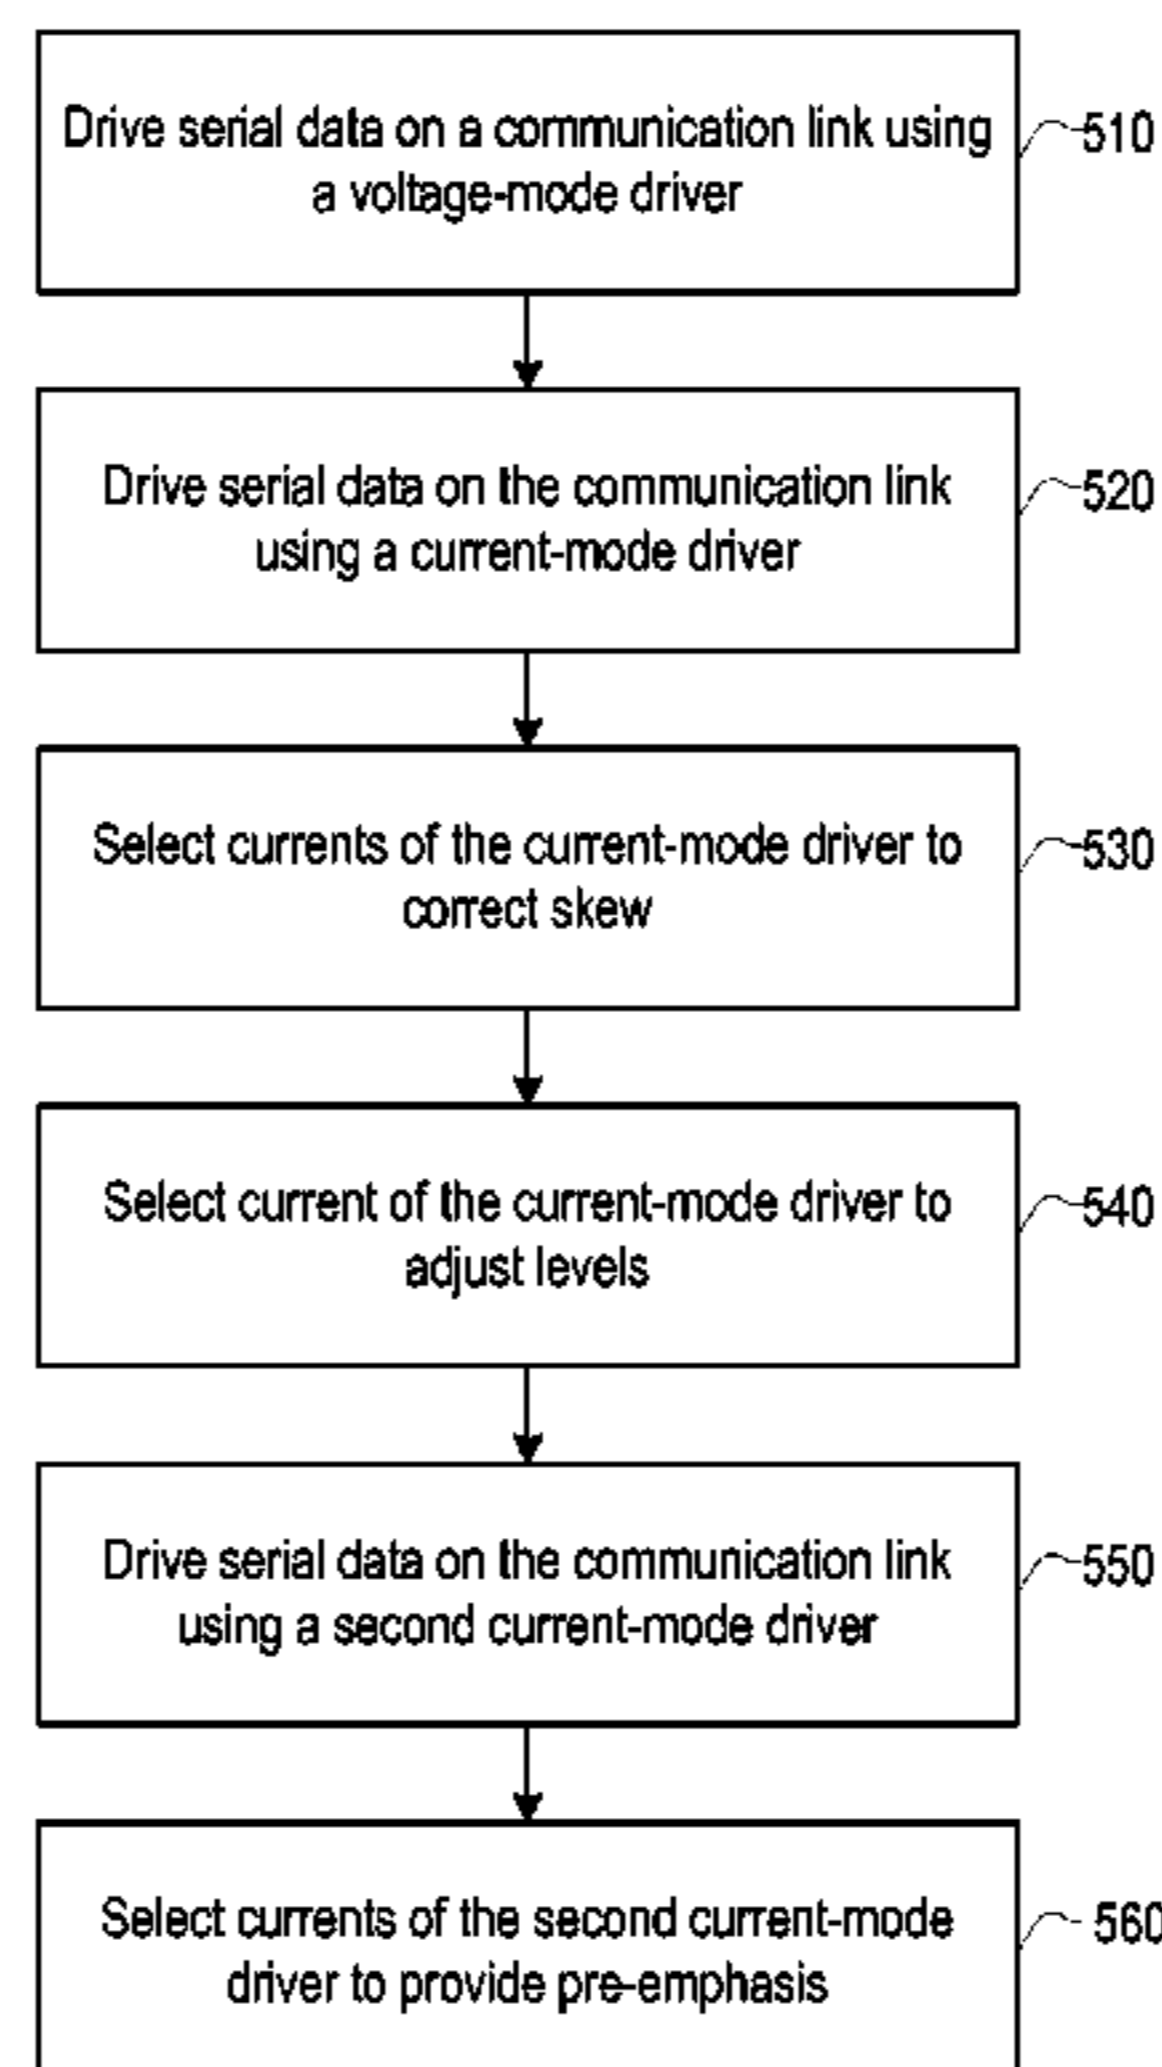 Drive serial data on a communication link using
a voltage-mode driver
510
Drive serial data on the communication link
using a current-mode driver
520
Select currents of the current-mode driver to
correct skew
530
Select current of the current-mode driver to
adjust levels
540
Drive serial data on the communication link
using a second current-mode driver
550
Select currents of the second current-mode
driver to provide pre-emphasis
560